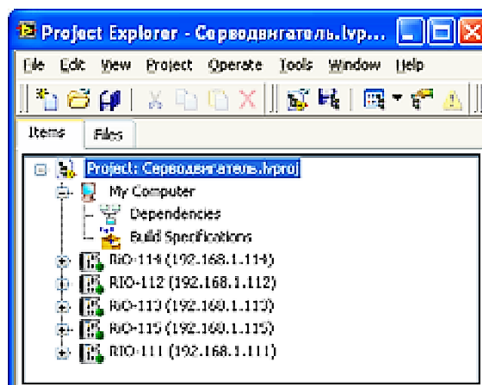 Project Explorer - Серводвигатель.lvp...
File Edit View Project Operate Tools Window Help
Items Files
Project: Серводвигатель.lvproj
My Computer
Dependencies
Build Specifications
RIO-114 (192.168.1.114)
RIO-112 (192.168.1.112)
RIO-113 (192.168.1.113)
RIO-115 (192.168.1.115)
RIO-111 (192.168.1.111)